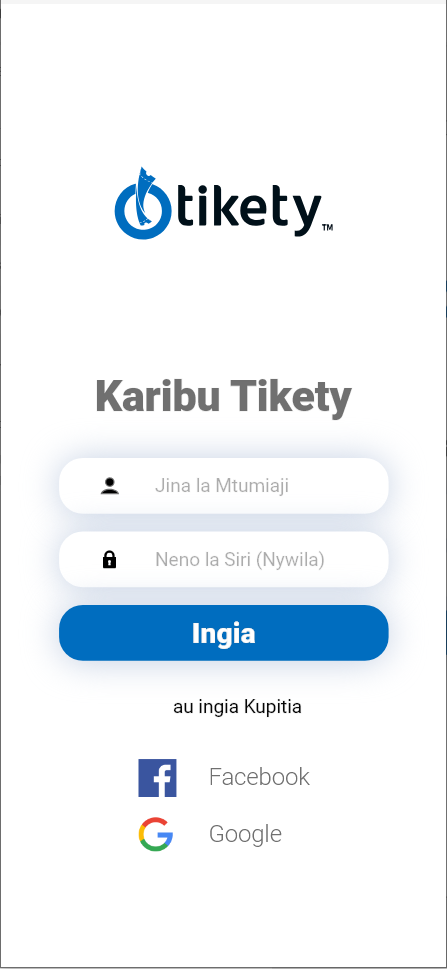 tikety™
Karibu Tikety
Jina la Mtumiaji
Neno la Siri (Nywila)
Ingia
au ingia Kupitia
Facebook
Google